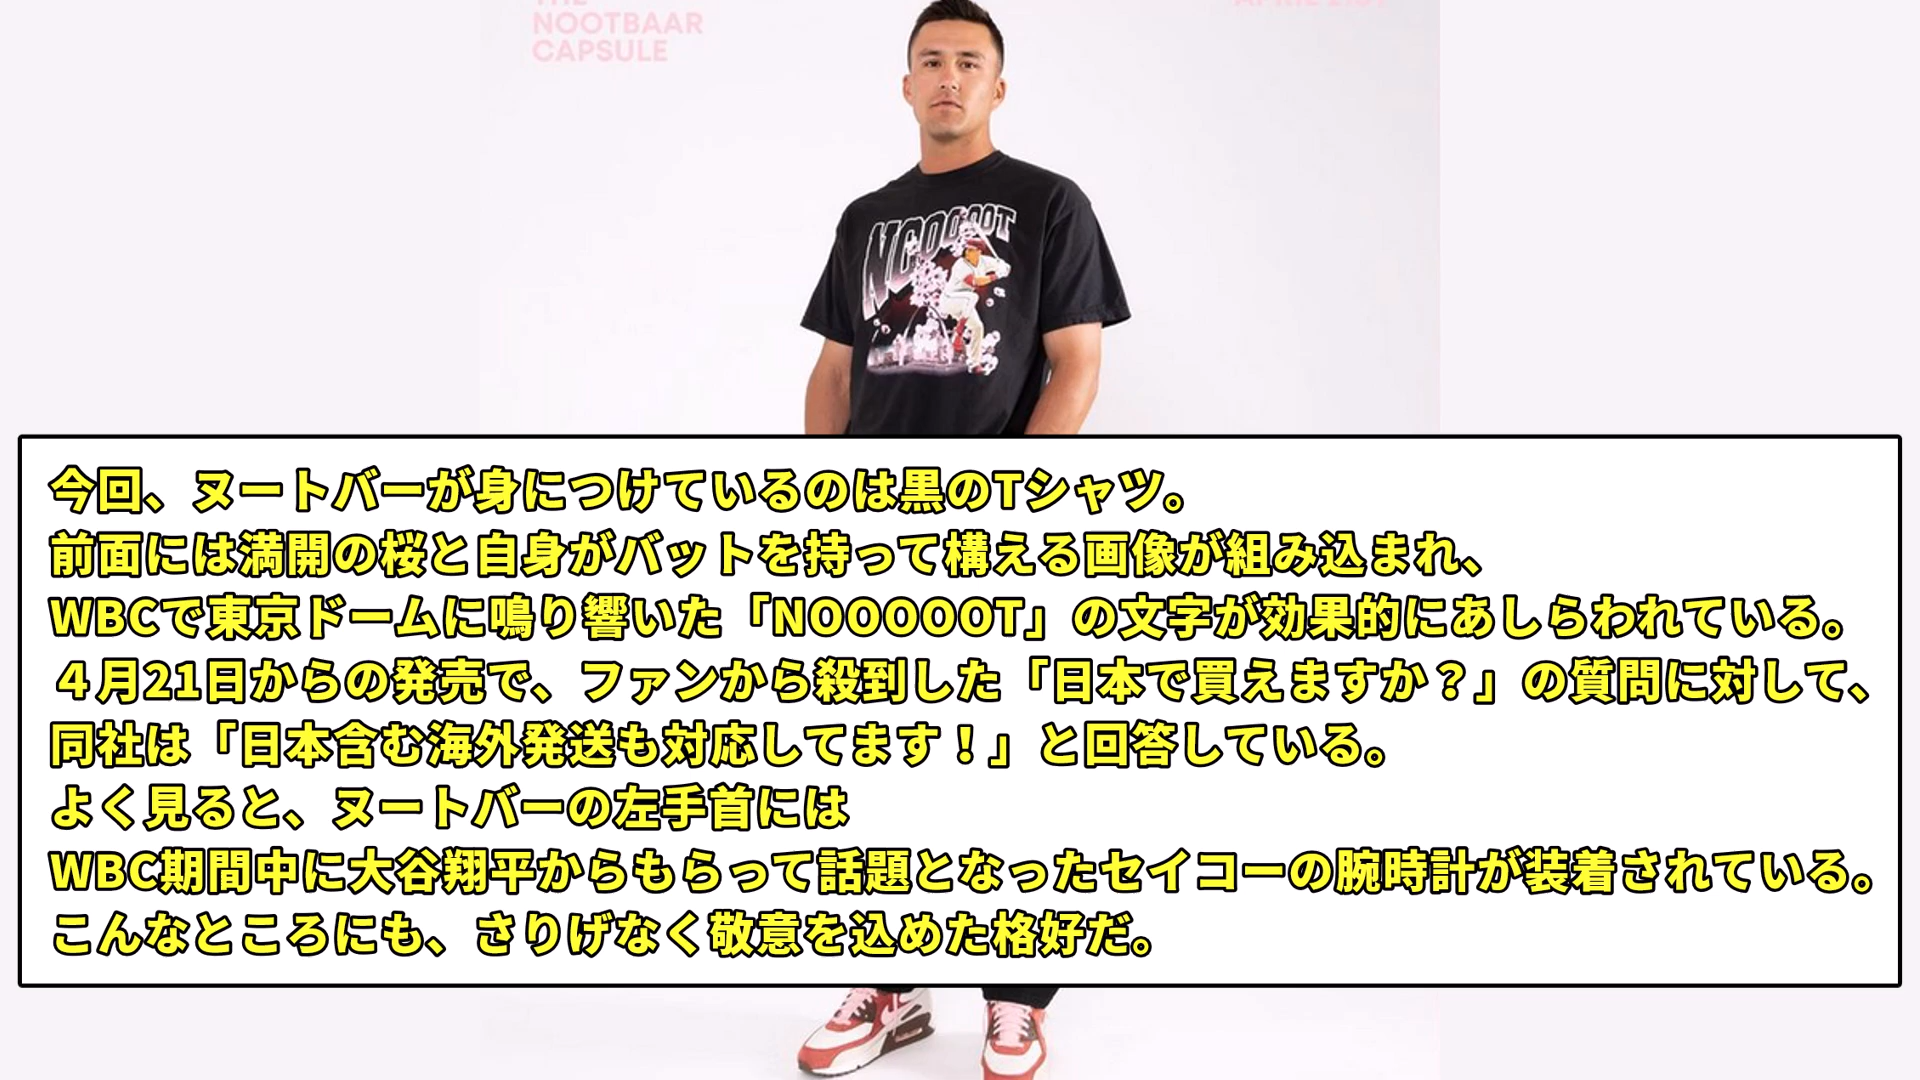 NOOTBAAR
CAPSULE
NOOOOOT
今回、ヌートバーが身につけているのは黒のTシャツ。
前面には満開の桜と自身がバットを持って構える画像が組み込まれ、
WBCで東京ドームに鳴り響いた「NOOOOOT」の文字が効果的にあしらわれている。
４月21日からの発売で、ファンから殺到した「日本で買えますか？」の質問に対して、
同社は「日本含む海外発送も対応してます！」と回答している。
よく見ると、ヌートバーの左手首には
WBC期間中に大谷翔平からもらって話題となったセイコーの腕時計が装着されている。
こんなところにも、さりげなく敬意を込めた格好だ。